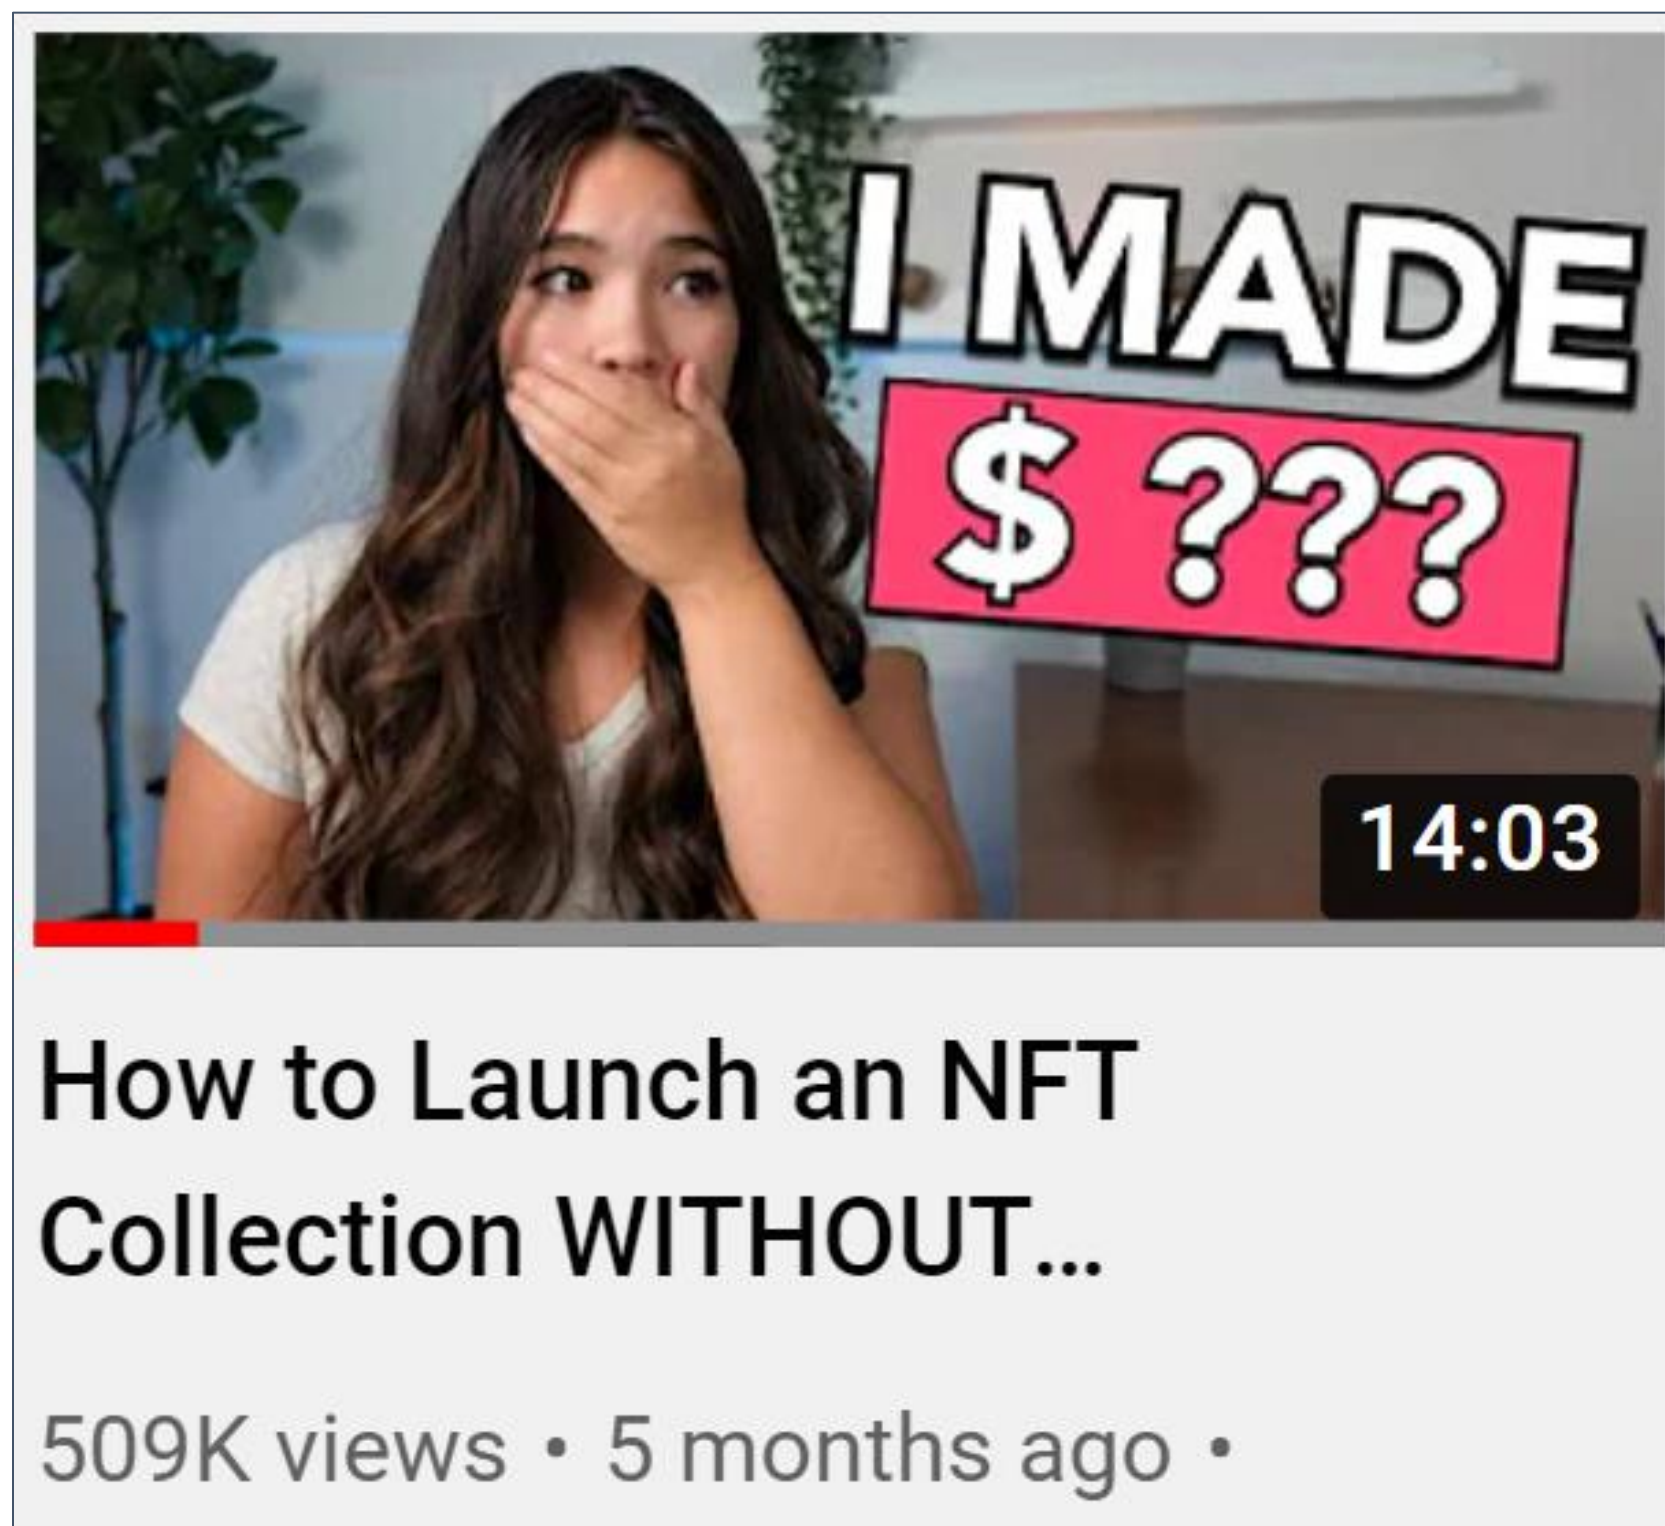 I MADE
$ ???
14:03
How to Launch an NFT
Collection WITHOUT...
509K views • 5 months ago •